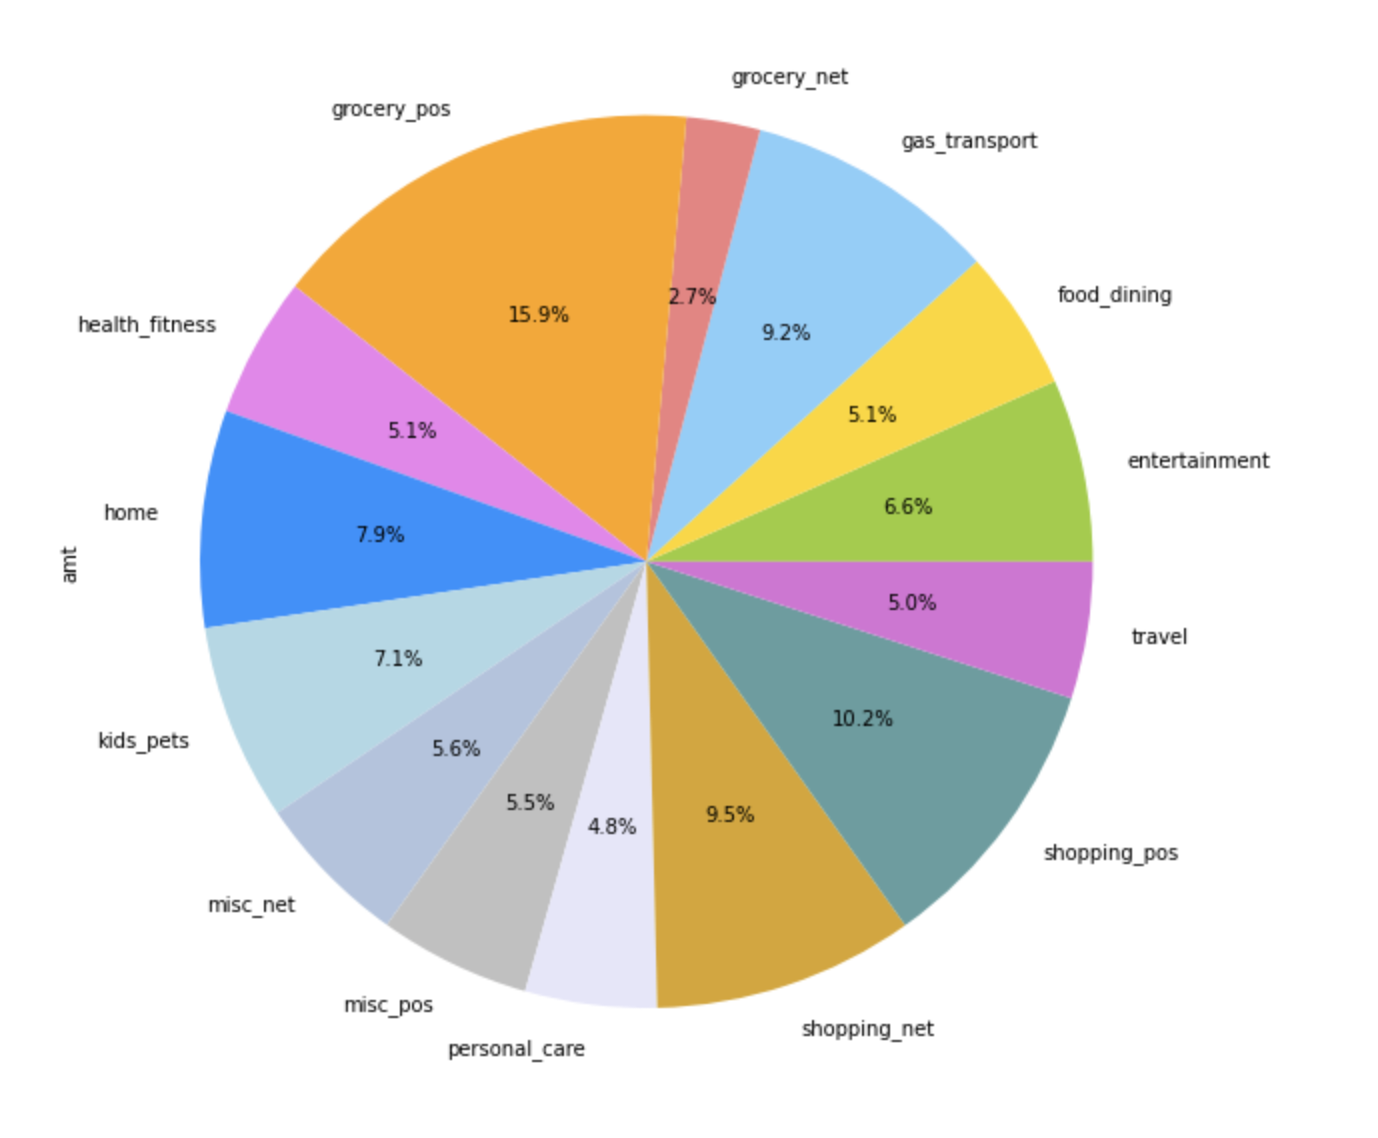 grocery_net
grocery_pos
gas_transport
food_dining
health_fitness
15.9%
2.7%
9.2%
5.1%
5.1%
entertainment
6.6%
home
7.9%
amt
5.0%
travel
7.1%
10.2%
kids_pets
5.6%
5.5%
4.8%
9.5%
shopping_pos
misc_net
misc_pos
shopping_net
personal_care